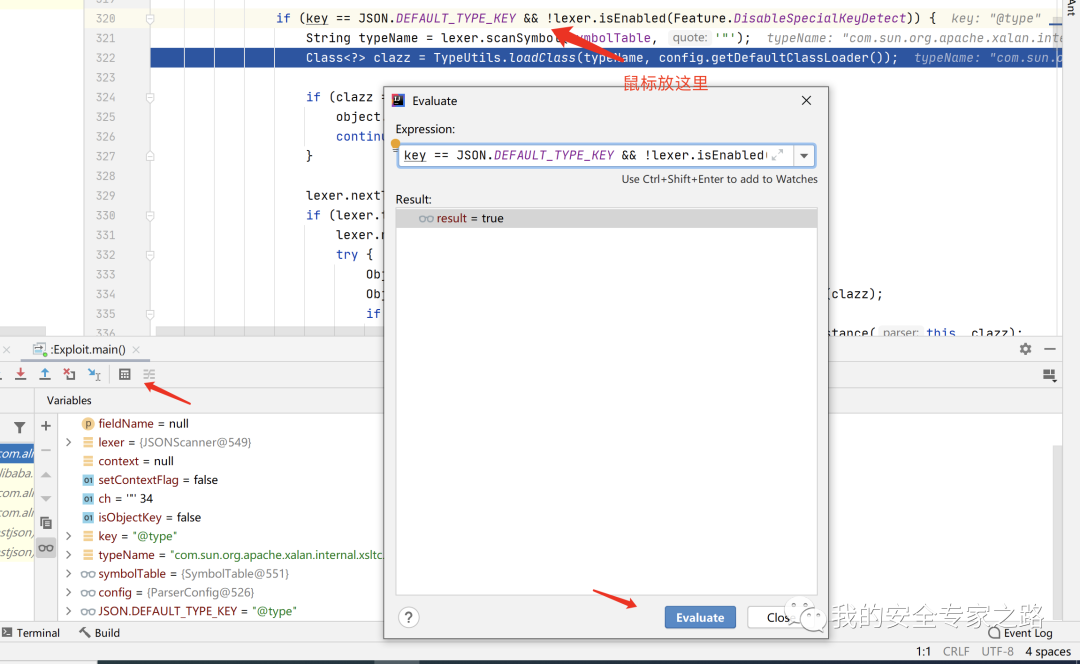 320 if (key == JSON.DEFAULT_TYPE_KEY && !lexer.isEnabled(Feature.DisableSpecialKeyDetect)) { key: "@type"
321 String typeName = lexer.scanSymbol symbolTable, quote: '"'); typeName: "com.sun.org.apache.xalan.inte
322 Class<?> clazz = TypeUtils.loadClass(typeName, config.getDefaultClassLoader()); typeName: "com.sun.o
鼠标放这里
323
324 if (clazz
325 object.
326 continu
327 }
328
329 lexer.next
330 if (lexer.
331 lexer.
332 try {
333 Obj
334 Obj (clazz);
335 if
336 stance( parser: this, clazz);
Ant
Evaluate
Expression:
key == JSON.DEFAULT_TYPE_KEY && !lexer.isEnabled(
Use Ctrl+Shift+Enter to add to Watches
Result:
result = true
:Exploit.main()
Variables
fieldName = null
lexer = {JSONScanner@549}
context = null
setContextFlag = false
ch = '"' 34
isObjectKey = false
key = "@type"
typeName = "com.sun.org.apache.xalan.internal.xsltc.
symbolTable = {SymbolTable@551}
config = {ParserConfig@526}
JSON.DEFAULT_TYPE_KEY = "@type"
com.ali
libaba.
com.ali
com.ali
stjson)
stjson)
?
Evaluate
Clos
我的安全专家之路
Terminal
Build
Event Log
1:1 CRLF UTF-8 4 spaces